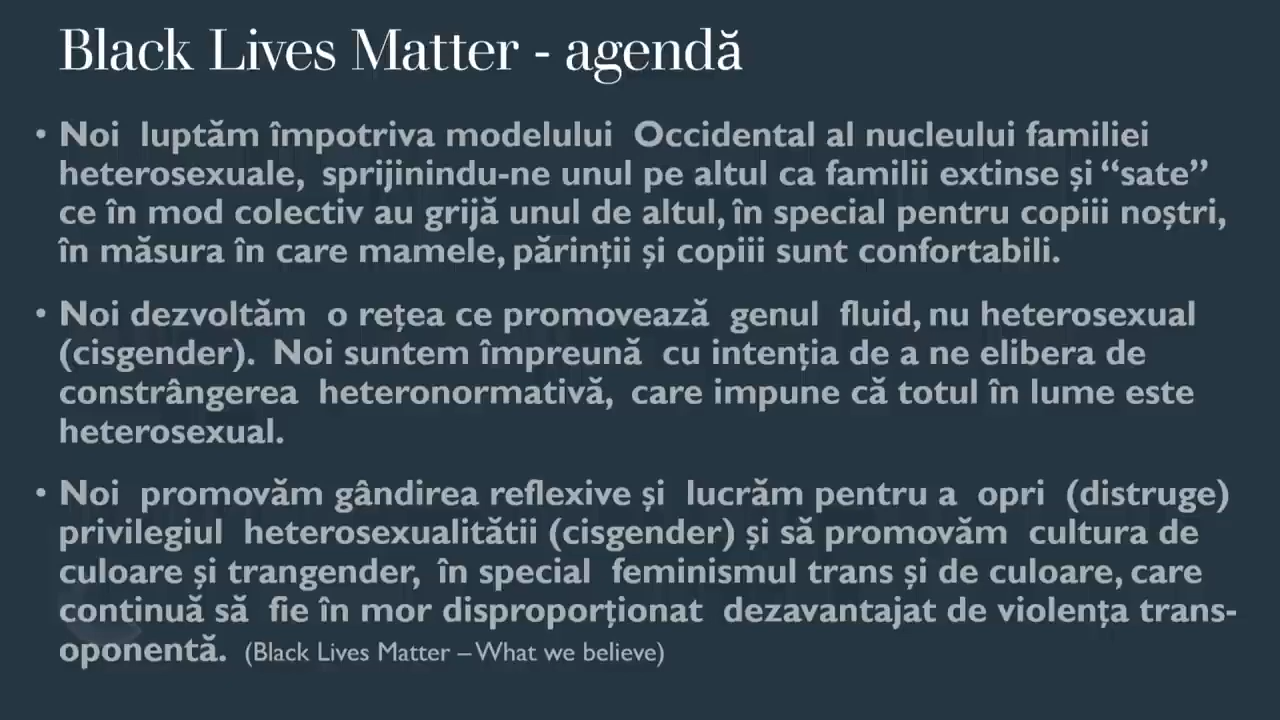 Black Lives Matter - agendă
• Noi luptăm împotriva modelului Occidental al nucleului familiei
heterosexuale, sprijinindu-ne unul pe altul ca familii extinse și “sate”
ce în mod colectiv au grijă unul de altul, în special pentru copiii noștri,
în măsura în care mamele, părinții și copiii sunt confortabili.
• Noi dezvoltăm o rețea ce promovează genul fluid, nu heterosexual
(cisgender). Noi suntem împreună cu intenția de a ne elibera de
constrângerea heteronormativă, care impune că totul în lume este
heterosexual.
• Noi promovăm gândirea reflexive și lucrăm pentru a opri (distruge)
privilegiul heterosexualitătii (cisgender) și să promovăm cultura de
culoare și trangender, în special feminismul trans și de culoare, care
continuă să fie în mor disproporționat dezavantajat de violența trans-
oponentă. (Black Lives Matter – What we believe)